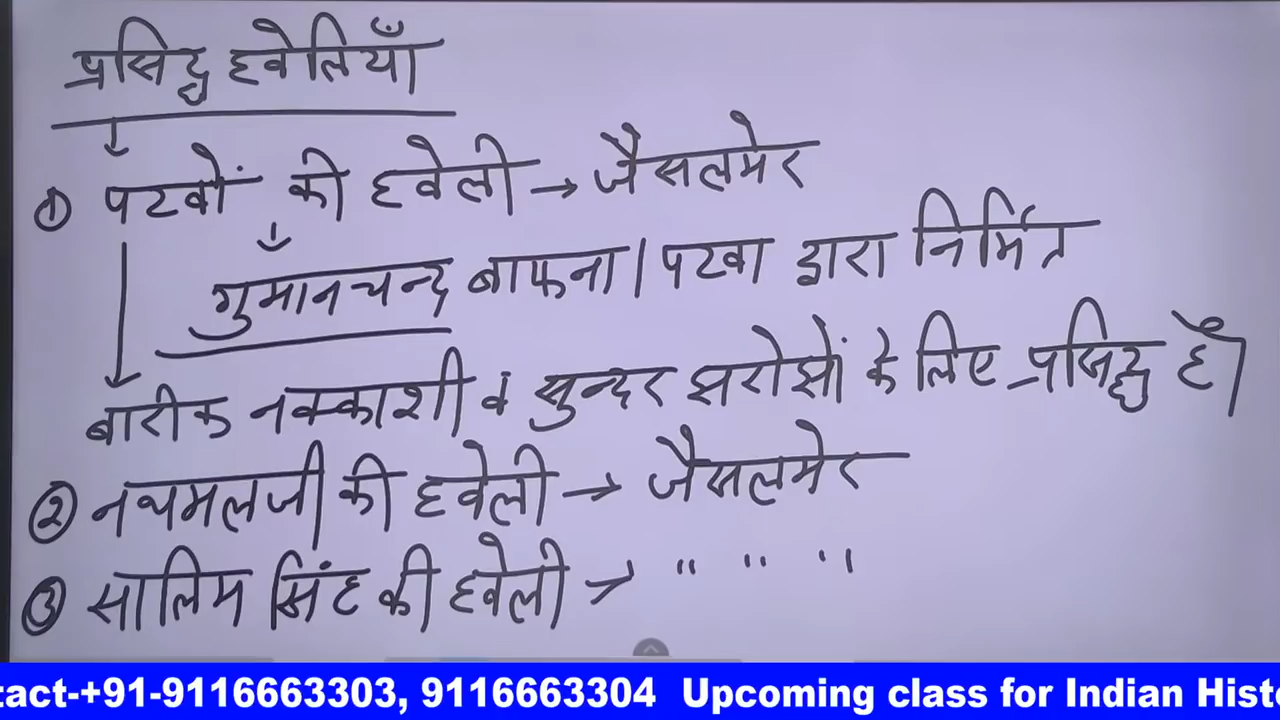 प्रसिद्ध हवेलियाँ
① पटवों की हवेली → जैसलमेर
गुमानचन्द्र बाफना / पटवा द्वारा निर्मित
बारीक नक्काशी व सुन्दर झरोखों के लिए प्रसिद्ध है।
② नथमलजी की हवेली → जैसलमेर
③ सालिम सिंह की हवेली → " " "
tact-+91-9116663303, 9116663304 Upcoming class for Indian Histo